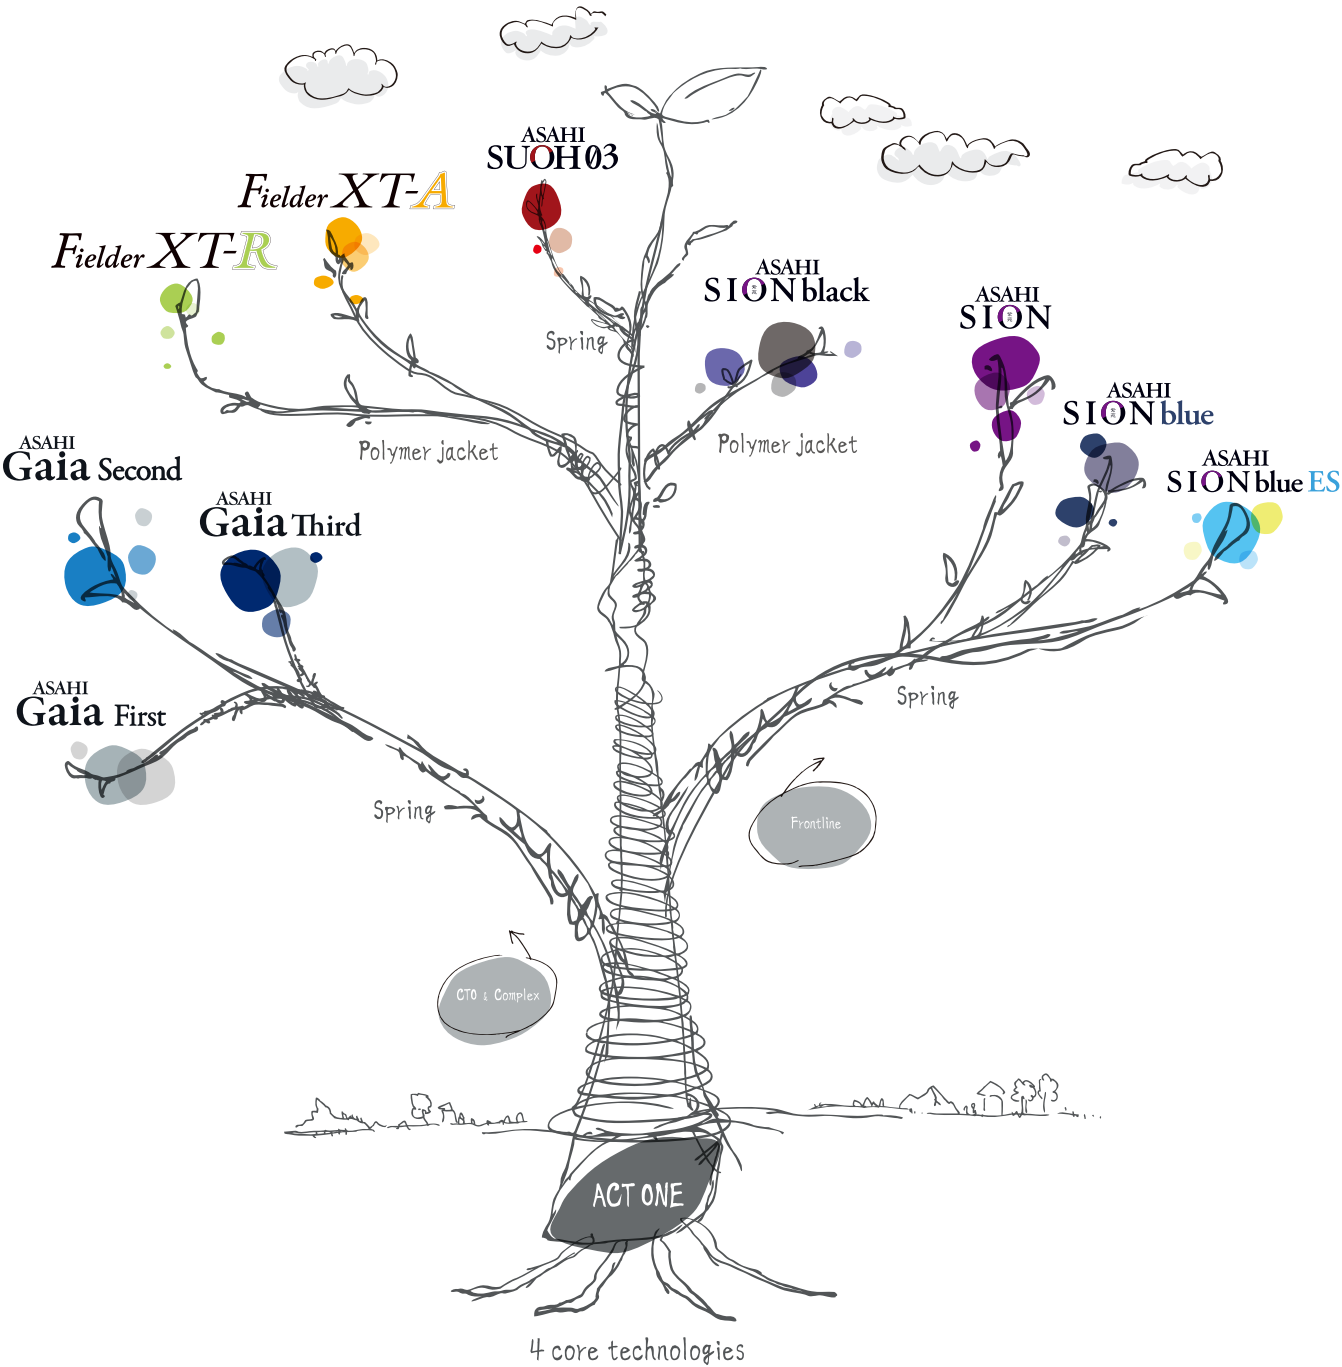 ASAHI
SUOH 03
Fielder XT-A
Fielder XT-R
ASAHI
SION black
ASAHI
SION
Spring
ASAHI
SION blue
Polymer jacket
Polymer jacket
ASAHI
Gaia Second
ASAHI
SION blue ES
ASAHI
Gaia Third
ASAHI
Gaia First
Spring
Spring
Frontline
CTO & Complex
ACT ONE
4 core technologies